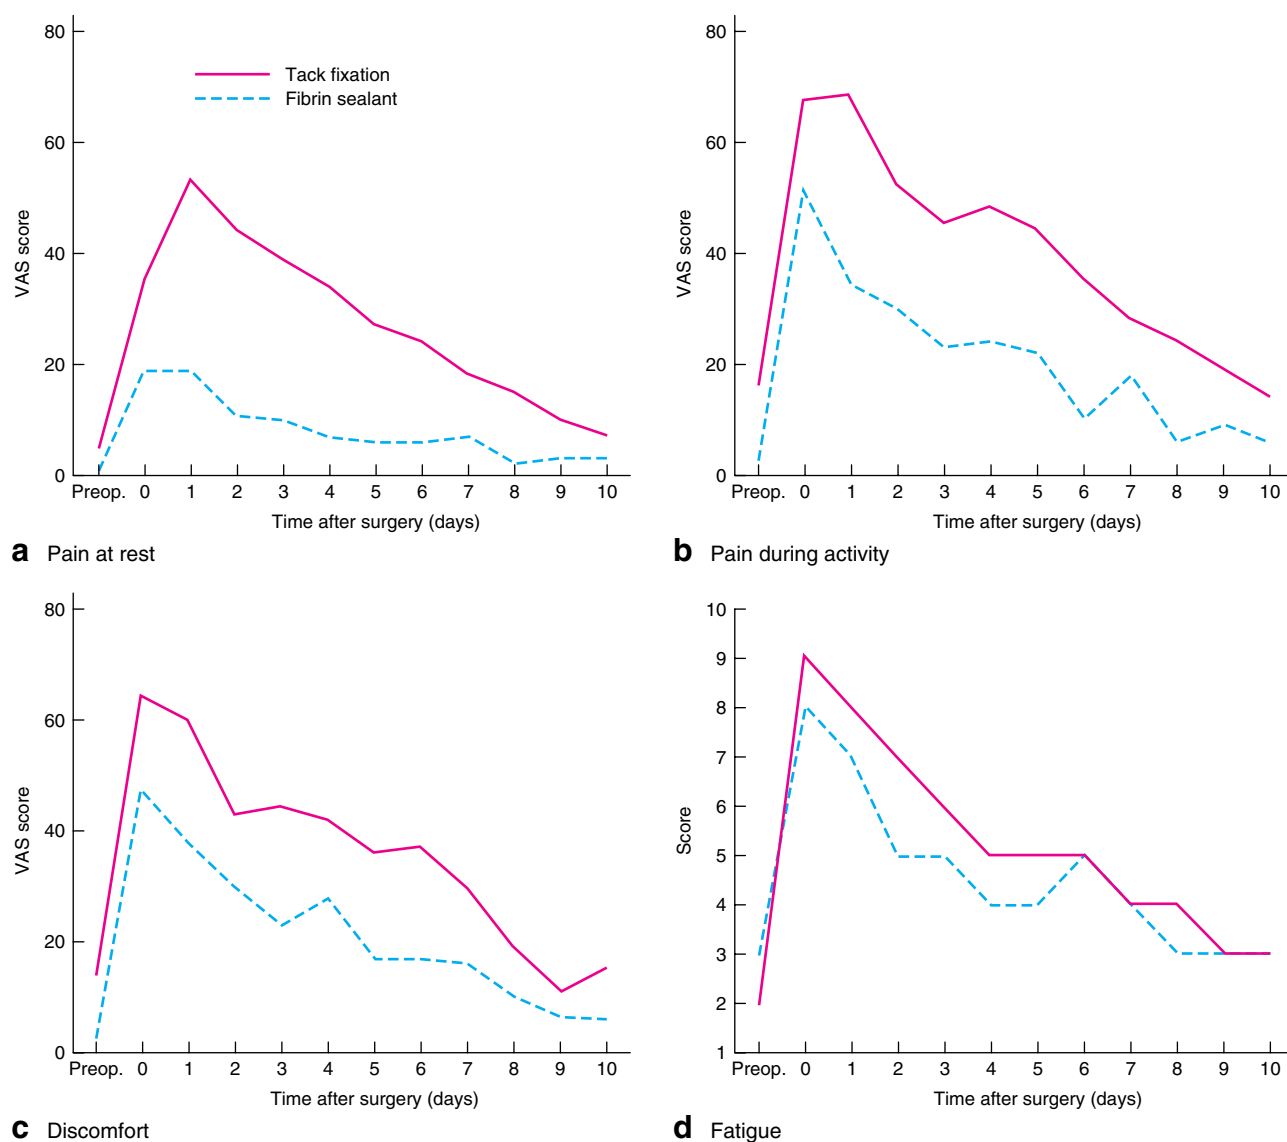 80
60
40
20
0
VAS score
Tack fixation
Fibrin sealant
Preop. 0 1 2 3 4 5 6 7 8 9 10
Time after surgery (days)
a Pain at rest
80
60
40
20
0
VAS score
Preop. 0 1 2 3 4 5 6 7 8 9 10
Time after surgery (days)
b Pain during activity
80
60
40
20
0
VAS score
Preop. 0 1 2 3 4 5 6 7 8 9 10
Time after surgery (days)
c Discomfort
10
9
8
7
6
5
4
3
2
1
Score
Preop. 0 1 2 3 4 5 6 7 8 9 10
Time after surgery (days)
d Fatigue